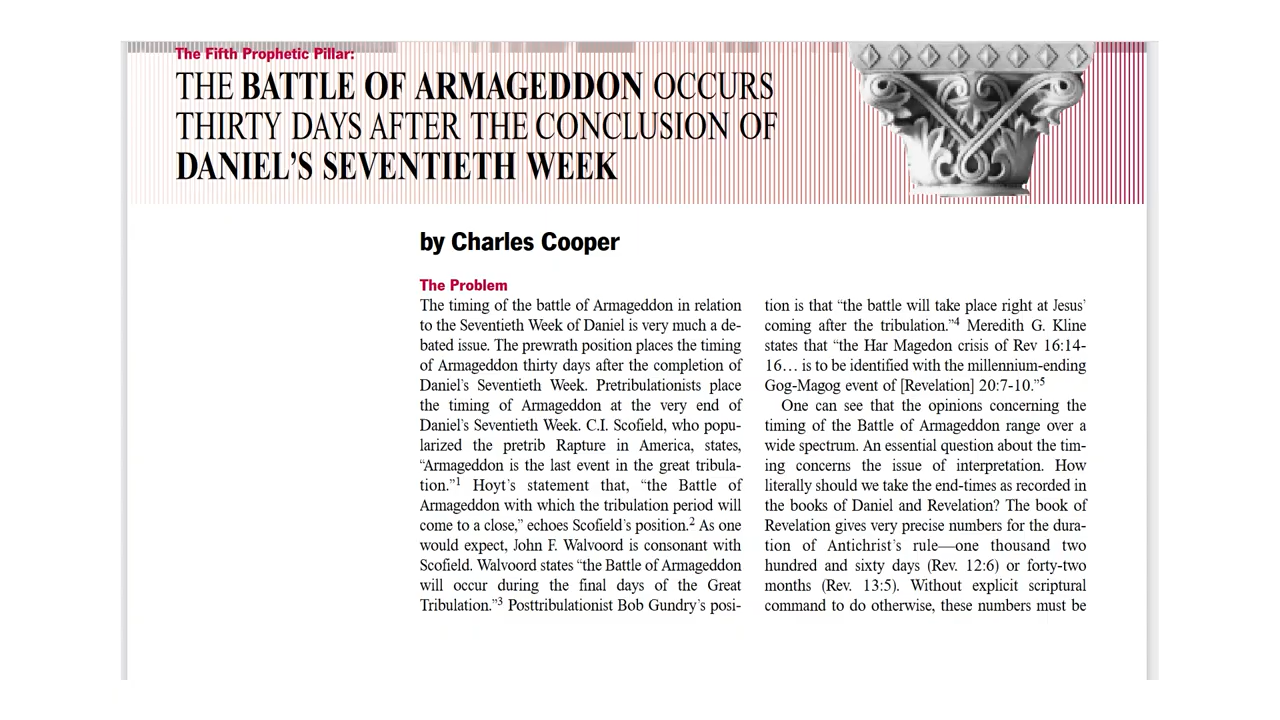 The Fifth Prophetic Pillar:
THE BATTLE OF ARMAGEDDON OCCURS
THIRTY DAYS AFTER THE CONCLUSION OF
DANIEL’S SEVENTIETH WEEK
by Charles Cooper
The Problem
The timing of the battle of Armageddon in relation
to the Seventieth Week of Daniel is very much a de-
bated issue. The prewrath position places the timing
of Armageddon thirty days after the completion of
Daniel’s Seventieth Week. Pretribulationists place
the timing of Armageddon at the very end of
Daniel’s Seventieth Week. C.I. Scofield, who popu-
larized the pretrib Rapture in America, states,
“Armageddon is the last event in the great tribula-
tion.”1 Hoyt’s statement that, “the Battle of
Armageddon with which the tribulation period will
come to a close,” echoes Scofield’s position.2 As one
would expect, John F. Walvoord is consonant with
Scofield. Walvoord states “the Battle of Armageddon
will occur during the final days of the Great
Tribulation.”3 Posttribulationist Bob Gundry’s posi-
tion is that “the battle will take place right at Jesus’
coming after the tribulation.”4 Meredith G. Kline
states that “the Har Magedon crisis of Rev 16:14-
16… is to be identified with the millennium-ending
Gog-Magog event of [Revelation] 20:7-10.”5
One can see that the opinions concerning the
timing of the Battle of Armageddon range over a
wide spectrum. An essential question about the tim-
ing concerns the issue of interpretation. How
literally should we take the end-times as recorded in
the books of Daniel and Revelation? The book of
Revelation gives very precise numbers for the dura-
tion of Antichrist’s rule—one thousand two
hundred and sixty days (Rev. 12:6) or forty-two
months (Rev. 13:5). Without explicit scriptural
command to do otherwise, these numbers must be